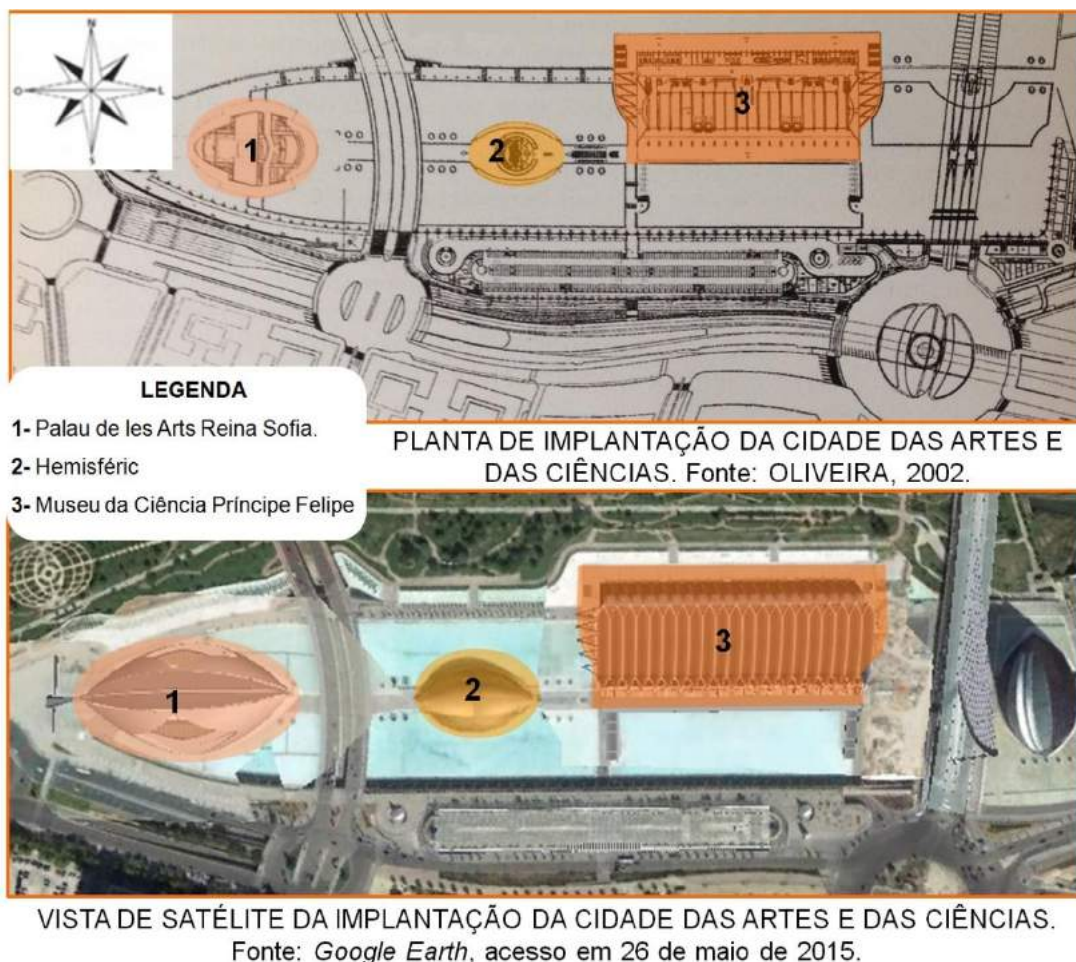 N
O L
1 2 3
LEGENDA
1- Palau de les Arts Reina Sofia.
2- Hemisféric
3- Museu da Ciência Príncipe Felipe
PLANTA DE IMPLANTAÇÃO DA CIDADE DAS ARTES E
DAS CIÊNCIAS. Fonte: OLIVEIRA, 2002.
1 2 3
VISTA DE SATÉLITE DA IMPLANTAÇÃO DA CIDADE DAS ARTES E DAS CIÊNCIAS.
Fonte: Google Earth, acesso em 26 de maio de 2015.